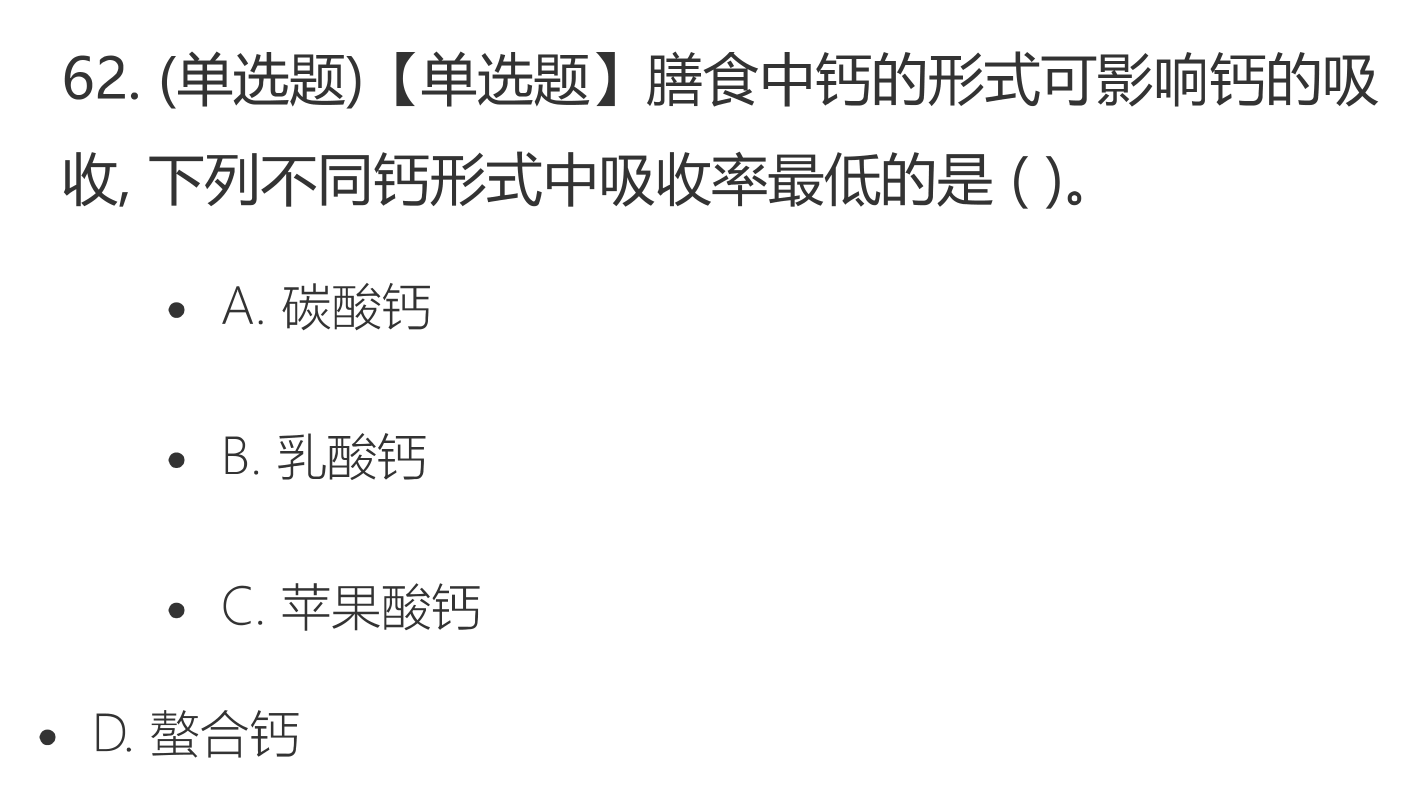 62. (单选题)【单选题】膳食中钙的形式可影响钙的吸
收, 下列不同钙形式中吸收率最低的是 ( )。
• A. 碳酸钙
• B. 乳酸钙
• C. 苹果酸钙
• D. 螯合钙